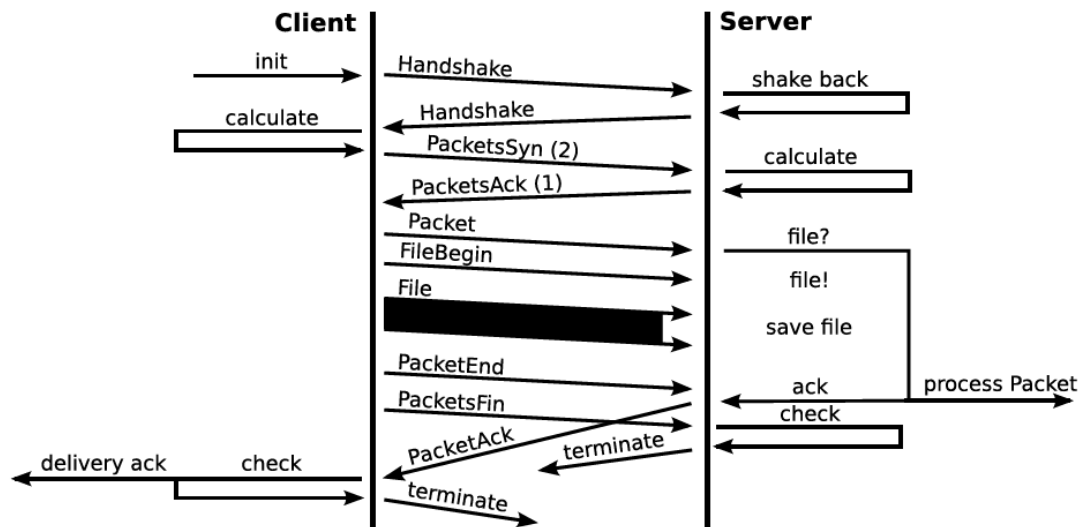 Client
Server
init
Handshake
shake back
Handshake
calculate
PacketsSyn (2)
calculate
PacketsAck (1)
Packet
file?
FileBegin
file!
File
save file
PacketEnd
ack
process Packet
PacketsFin
check
PacketAck
terminate
delivery ack
check
terminate